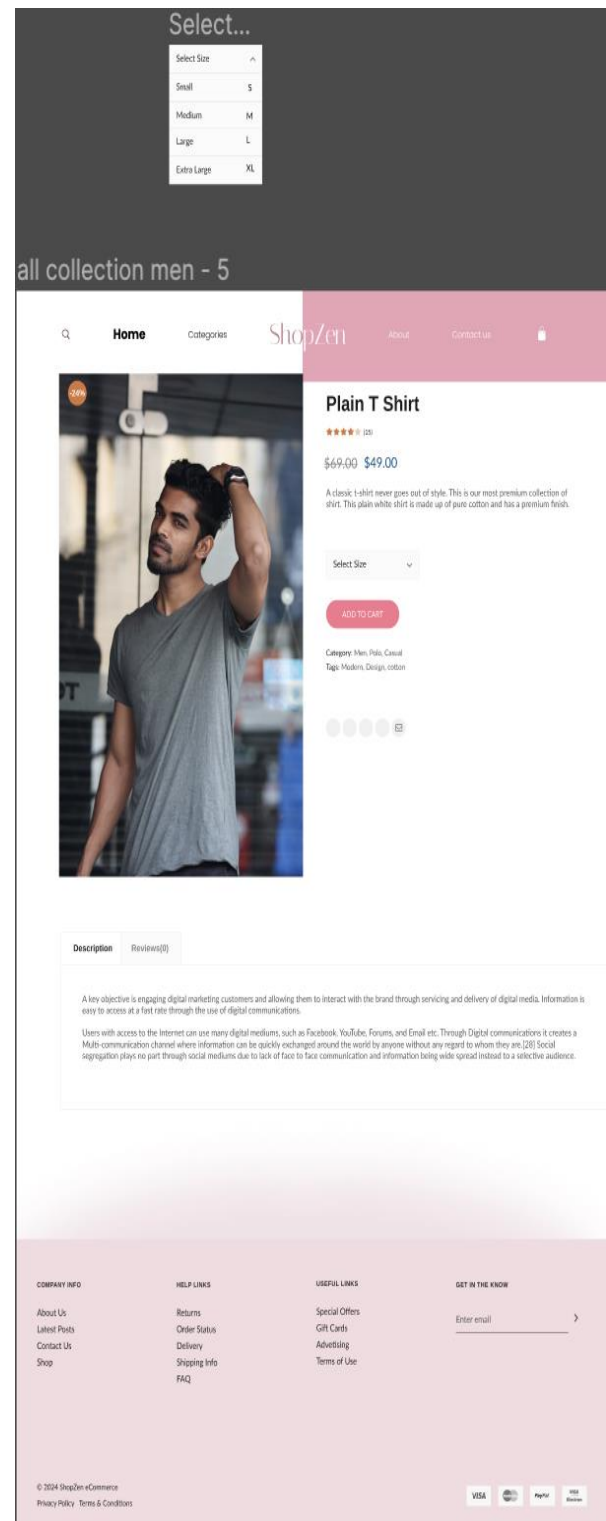 Select...
Select Size
Small S
Medium M
Large L
Extra Large XL
all collection men - 5
Home Categories ShopZen About Contact us
-24%
Plain T Shirt
$69.00 $49.00
A classic t-shirt never goes out of style. This is our most premium collection of
shirt. This plain white shirt is made up of pure cotton and has a premium finish.
Select Size
ADD TO CART
Category: Men, Polo, Casual
Tags: Modern, Design, cotton
Description Reviews(0)
A key objective is engaging digital marketing customers and allowing them to interact with the brand through servicing and delivery of digital media. Information is
easy to access at a fast rate through the use of digital communications.
Users with access to the Internet can use many digital mediums, such as Facebook, YouTube, Forums, and Email etc. Through Digital communications it creates a
Multi-communication channel where information can be quickly exchanged around the world by anyone without any regard to whom they are.[28] Social
segregation plays no part through social mediums due to lack of face to face communication and information being wide spread instead to a selective audience.
COMPANY INFO HELP LINKS USEFUL LINKS GET IN THE KNOW
About Us Returns Special Offers Enter email
Latest Posts Order Status Gift Cards
Contact Us Delivery Advetising
Shop Shipping Info Terms of Use
FAQ
© 2024 ShopZen eCommerce
Privacy Policy Terms & Conditions
VISA PayPal